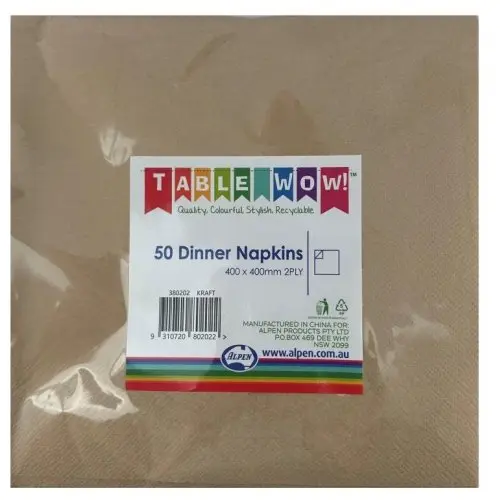 TABLE WOW!™
Quality, Colourful, Stylish, Recyclable
50 Dinner Napkins
400 x 400mm 2PLY
380202 KRAFT
9 310720 802022 >
MANUFACTURED IN CHINA FOR:
ALPEN PRODUCTS PTY LTD
P.O.BOX 469 DEE WHY
NSW 2099
ALPEN
www.alpen.com.au